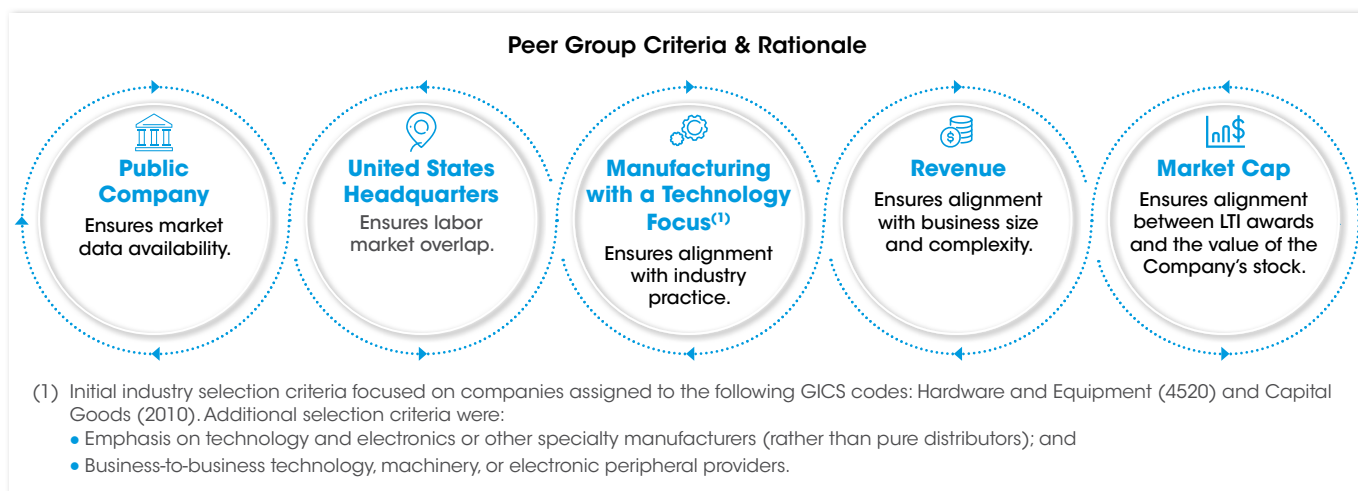 Peer Group Criteria & Rationale
Public
Company
Ensures market
data availability.
United States
Headquarters
Ensures labor
market overlap.
Manufacturing
with a Technology
Focus(1)
Ensures alignment
with industry
practice.
Revenue
Ensures alignment
with business size
and complexity.
Market Cap
Ensures alignment
between LTI awards
and the value of the
Company's stock.
(1) Initial industry selection criteria focused on companies assigned to the following GICS codes: Hardware and Equipment (4520) and Capital
Goods (2010). Additional selection criteria were:
• Emphasis on technology and electronics or other specialty manufacturers (rather than pure distributors); and
• Business-to-business technology, machinery, or electronic peripheral providers.